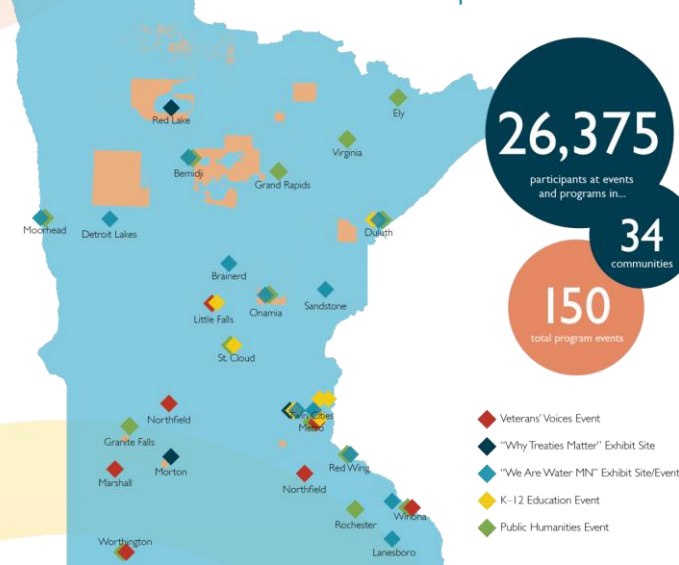 Ely
Red Lake
Virginia
Bemidji
Grand Rapids
Moorhead
Detroit Lakes
Duluth
Brainerd
Onamia
Sandstone
Little Falls
St. Cloud
Northfield
Twin Cities
Metro
Granite Falls
Morton
Red Wing
Marshall
Northfield
Rochester
Winona
Worthington
Lanesboro
26,375
participants at events
and programs in...
34
communities
150
total program events
Veterans' Voices Event
"Why Treaties Matter" Exhibit Site
"We Are Water MN" Exhibit Site/Event
K–12 Education Event
Public Humanities Event